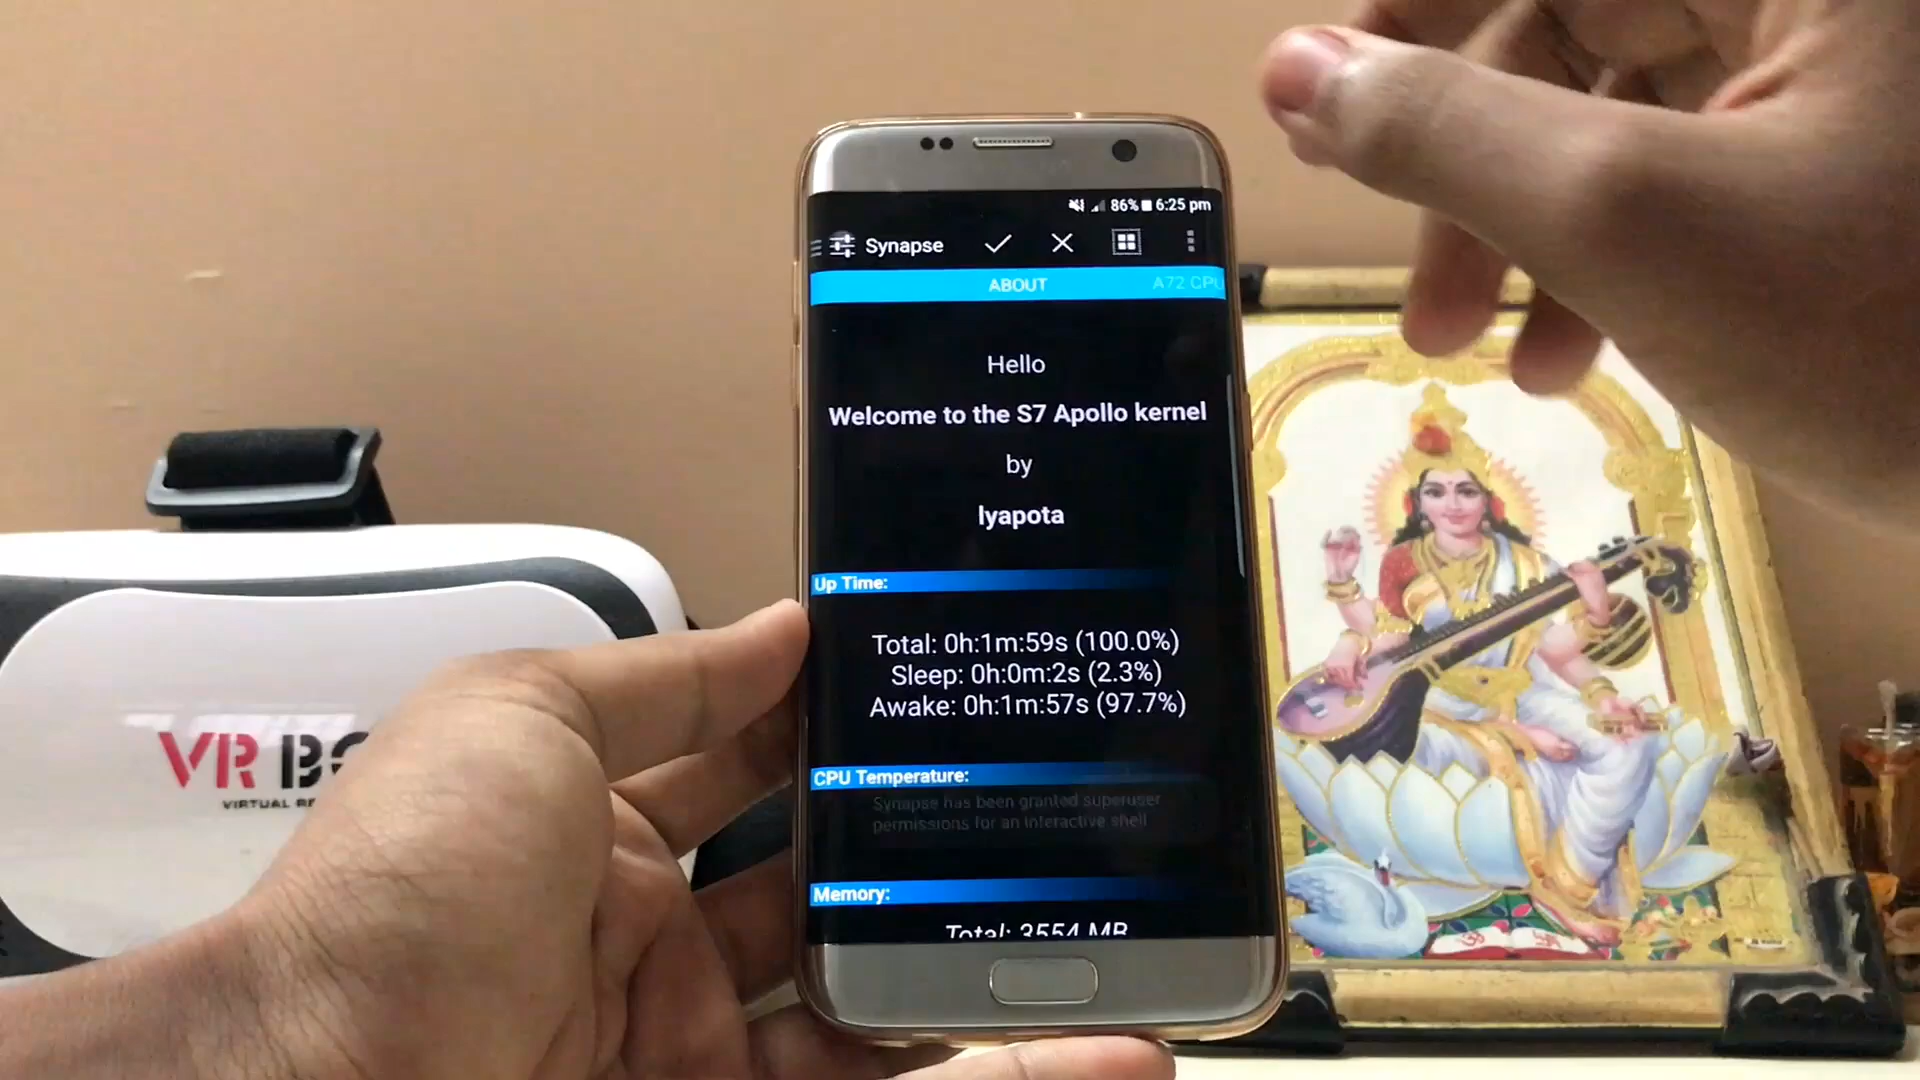 86% 6:25 pm
Synapse
ABOUT
A72 CPU
Hello
Welcome to the S7 Apollo kernel
by
lyapota
Up Time:
Total: 0h:1m:59s (100.0%)
Sleep: 0h:0m:2s (2.3%)
Awake: 0h:1m:57s (97.7%)
CPU Temperature:
Synapse has been granted superuser
permissions for an interactive shell
Memory:
Total: 3554 MB
VR
VIRTUAL